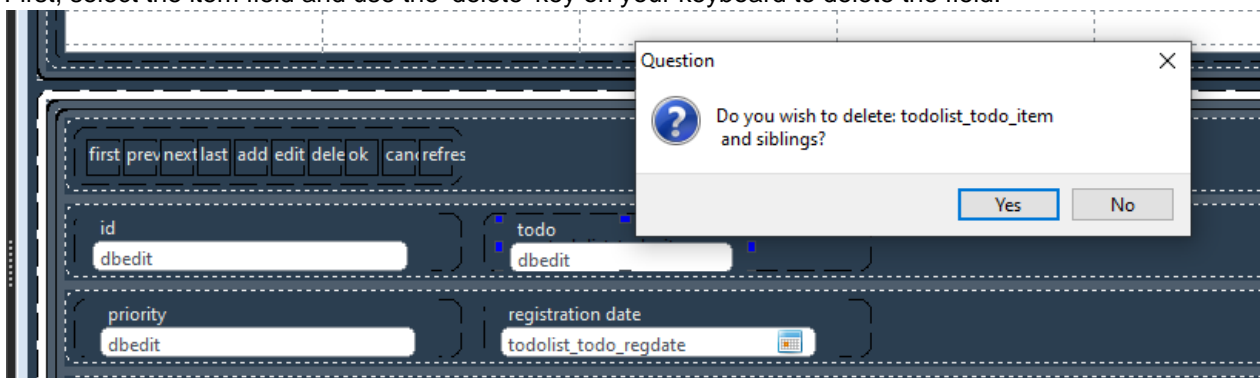 First, select the item field and use the 'delete' key on your keyboard to delete the field.
Question
Do you wish to delete: todolist_todo_item
and siblings?
Yes No
first prev next last add edit dele ok canc refres
id
todo
dbedit
dbedit
priority
registration date
dbedit
todolist_todo_regdate